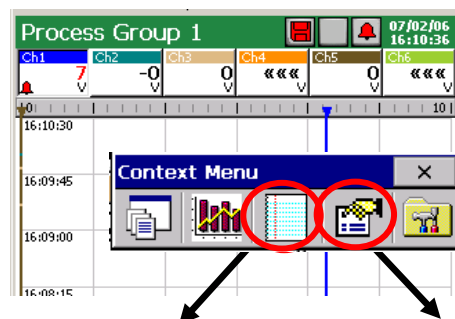 Process Group 1
07/02/06
16:10:36
Ch1 Ch2 Ch3 Ch4 Ch5 Ch6
7 -0 0 ««« 0 «««
V V V V V V
0 10
16:10:30
16:09:45
Context Menu
16:09:00
16:08:15